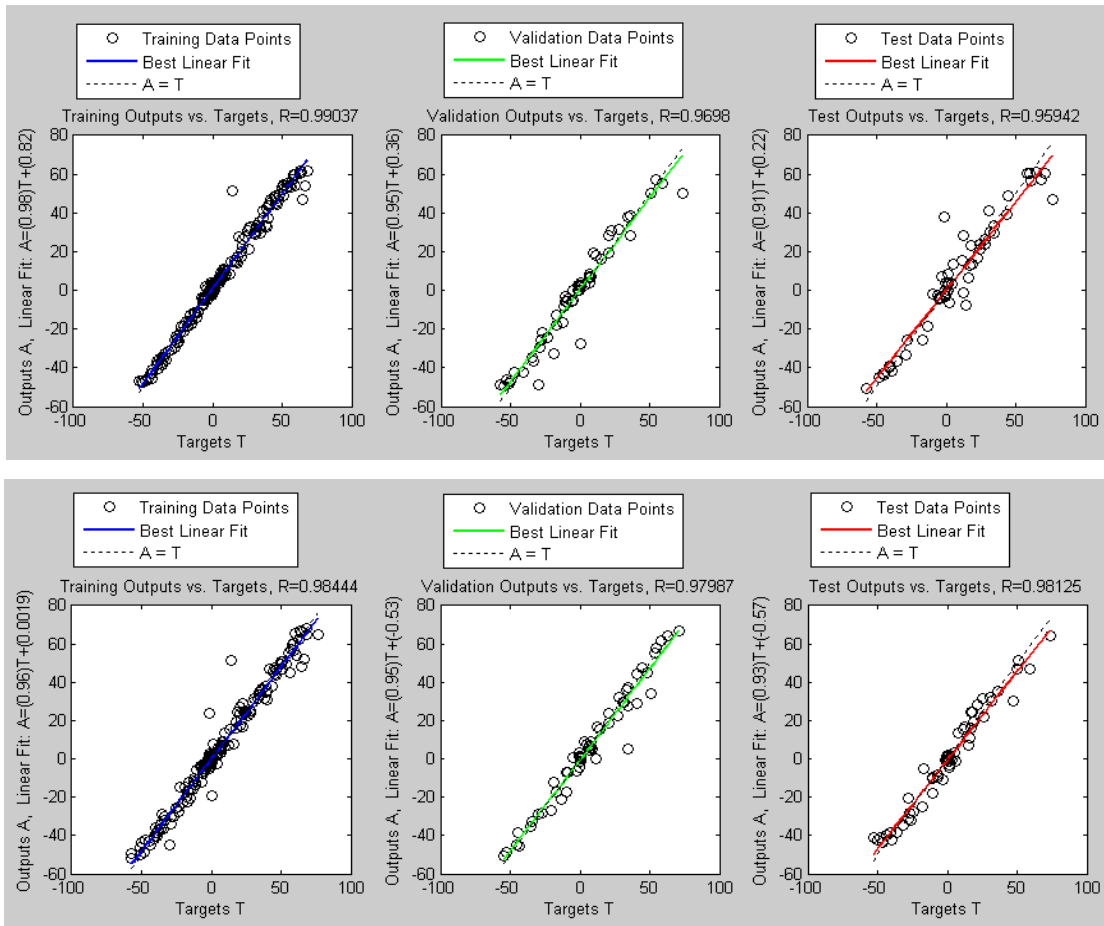 Training Data Points
Best Linear Fit
A = T
Training Outputs vs. Targets, R=0.99037
Outputs A, Linear Fit: A=(0.98)T+(0.82)
80
60
40
20
0
-20
-40
-60
-100
-50
0
50
100
Targets T
Validation Data Points
Best Linear Fit
A = T
Validation Outputs vs. Targets, R=0.9698
Outputs A, Linear Fit: A=(0.95)T+(0.36)
80
60
40
20
0
-20
-40
-60
-100
-50
0
50
100
Targets T
Test Data Points
Best Linear Fit
A = T
Test Outputs vs. Targets, R=0.95942
Outputs A, Linear Fit: A=(0.91)T+(0.22)
80
60
40
20
0
-20
-40
-60
-100
-50
0
50
100
Targets T
Training Data Points
Best Linear Fit
A = T
Training Outputs vs. Targets, R=0.98444
Outputs A, Linear Fit: A=(0.96)T+(0.0019)
80
60
40
20
0
-20
-40
-60
-100
-50
0
50
100
Targets T
Validation Data Points
Best Linear Fit
A = T
Validation Outputs vs. Targets, R=0.97987
Outputs A, Linear Fit: A=(0.95)T+(-0.53)
80
60
40
20
0
-20
-40
-60
-100
-50
0
50
100
Targets T
Test Data Points
Best Linear Fit
A = T
Test Outputs vs. Targets, R=0.98125
Outputs A, Linear Fit: A=(0.93)T+(-0.57)
80
60
40
20
0
-20
-40
-60
-100
-50
0
50
100
Targets T